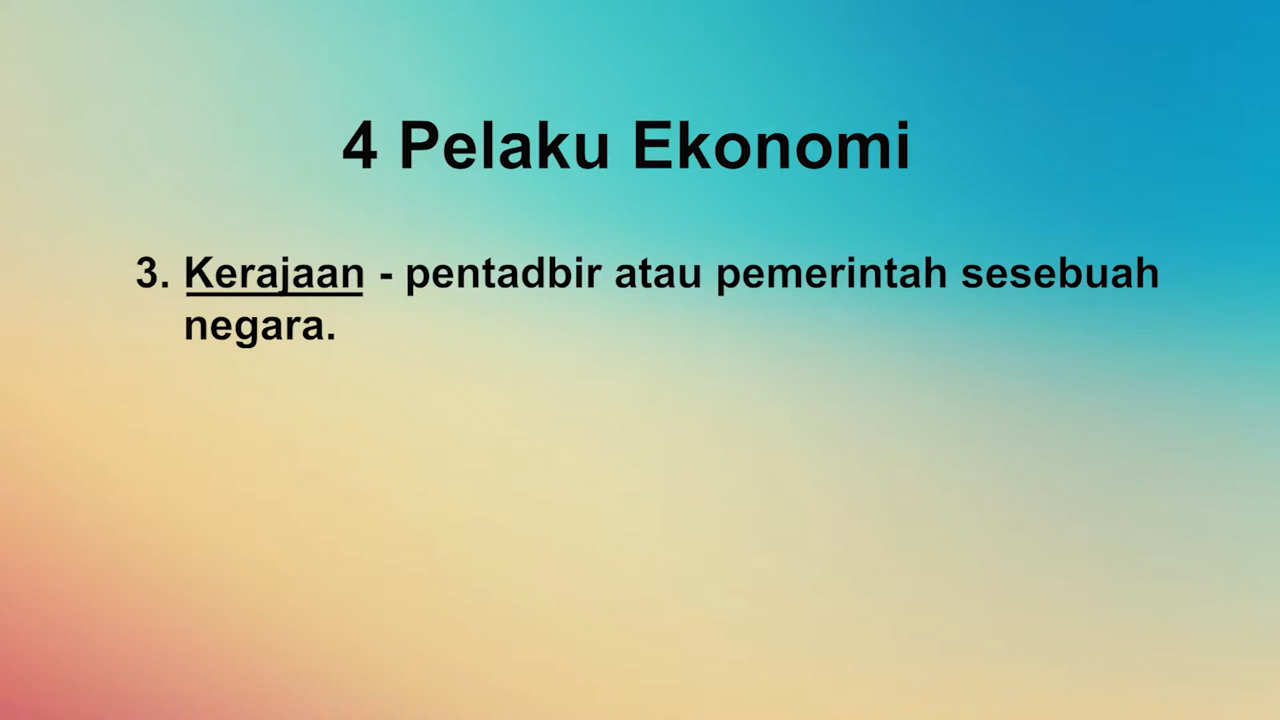 4 Pelaku Ekonomi
3. Kerajaan - pentadbir atau pemerintah sesebuah
negara.